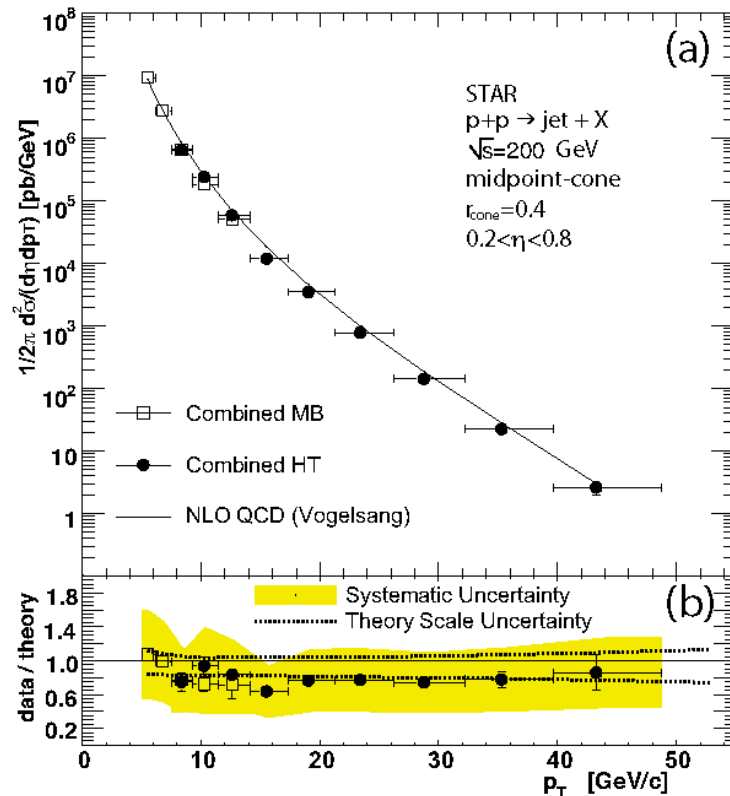 10⁸
(a)
10⁷
STAR
p+p → jet + X
10⁶
√s=200 GeV
midpoint-cone
10⁵
r_cone=0.4
0.2<η<0.8
10⁴
1/2π d²σ/(dηdp_T) [pb/GeV]
10³
10²
Combined MB
10
Combined HT
1
NLO QCD (Vogelsang)
1.8
Systematic Uncertainty
(b)
1.4
Theory Scale Uncertainty
1.0
data / theory
0.6
0.2
0 10 20 30 40 50
p_T [GeV/c]